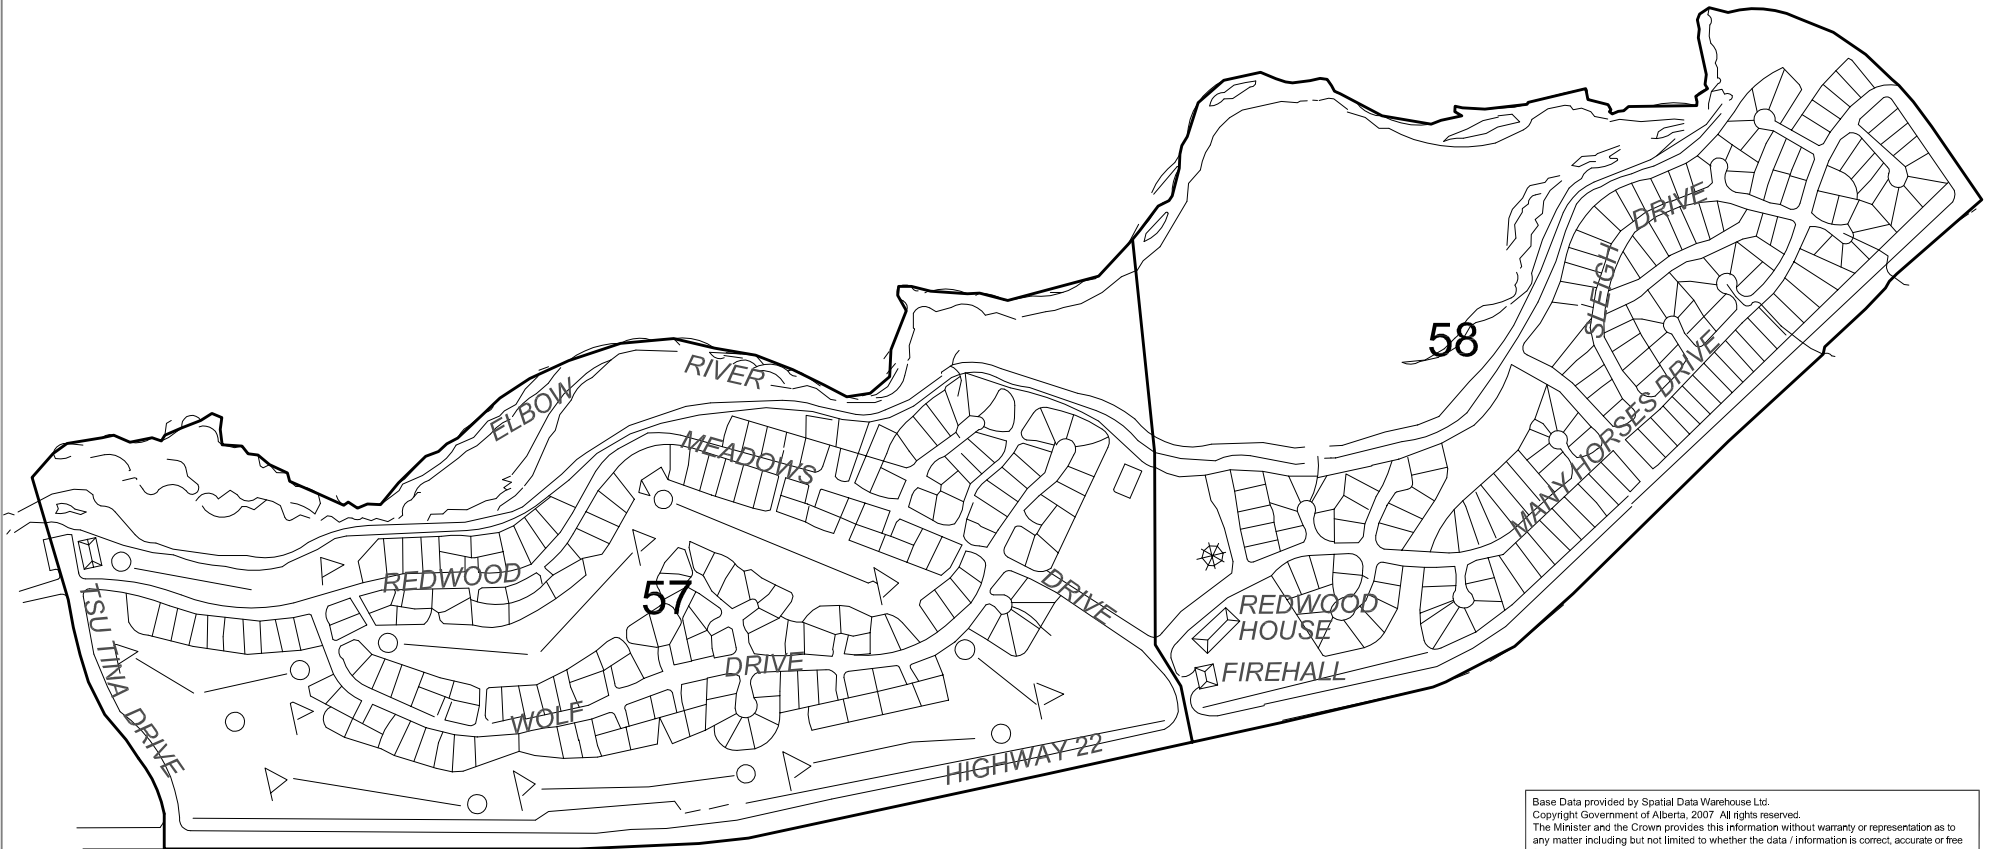 58
SLEIGH DRIVE
MANY HORSES DRIVE
ELBOW RIVER
MEADOWS DRIVE
REDWOOD
57
TSU TINA DRIVE
WOLF DRIVE
REDWOOD
HOUSE
FIREHALL
HIGHWAY 22
Base Data provided by Spatial Data Warehouse Ltd.
Copyright Government of Alberta, 2007 All rights reserved.
The Minister and the Crown provides this information without warranty or representation as to
any matter including but not limited to whether the data / information is correct, accurate or free